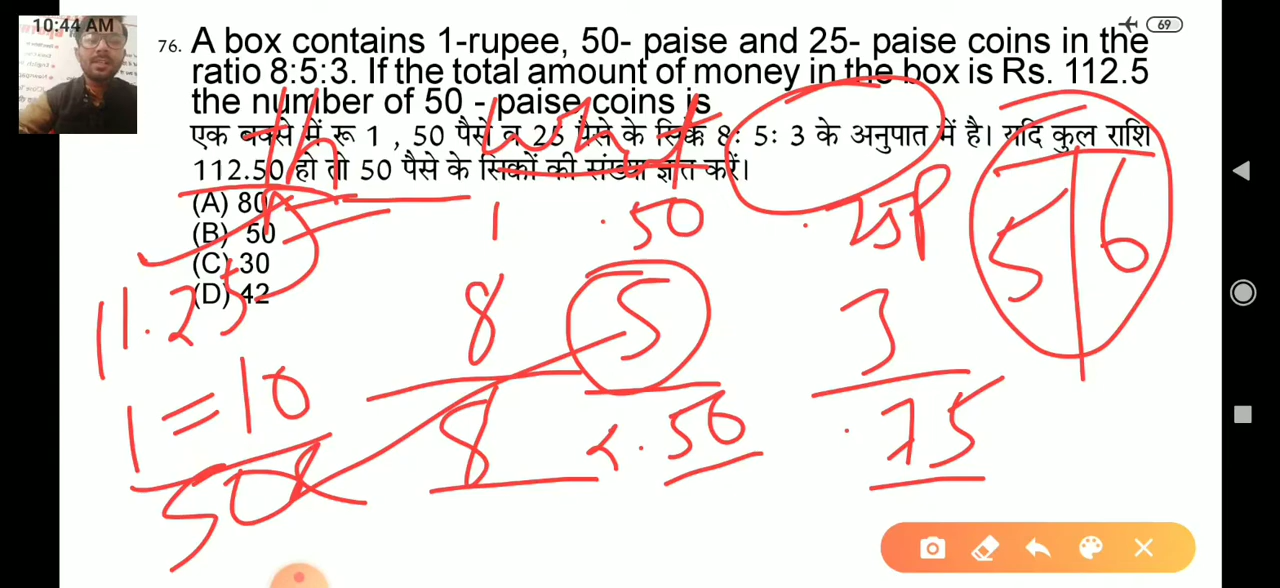 10:44 AM
69
76. A box contains 1-rupee, 50- paise and 25- paise coins in the
ratio 8:5:3. If the total amount of money in the box is Rs. 112.5
the number of 50 - paise coins is
एक बक्से में रू 1 , 50 पैसे व 25 पैसे के सिक्के 8: 5: 3 के अनुपात में है। यदि कुल राशि
112.50 हो तो 50 पैसे के सिकों की संख्या ज्ञात करें।
(A) 80
(B) 50
(C) 30
(D) 42
1 .50 .25p
5 6
11.25
8 5 3
1=10
8 2.50 .75
50